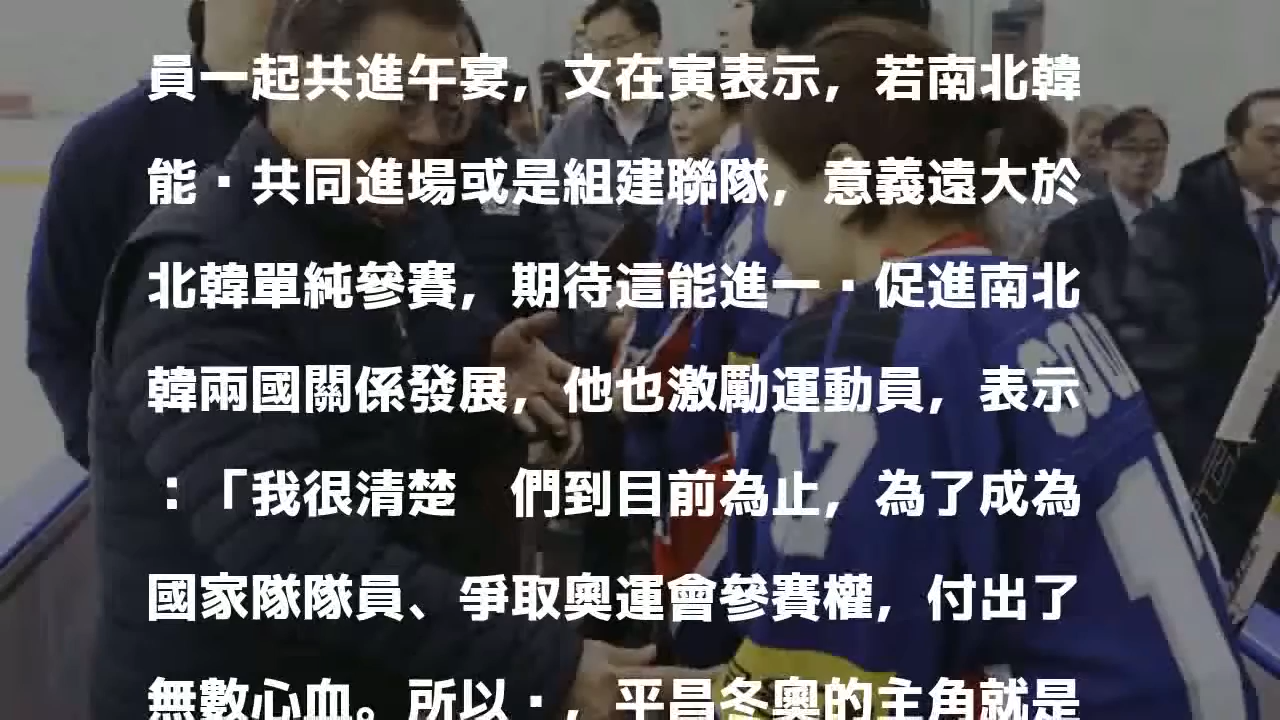 員一起共進午宴，文在寅表示，若南北韓
能·共同進場或是組建聯隊，意義遠大於
北韓單純參賽，期待這能進一·促進南北
韓兩國關係發展，他也激勵運動員，表示
：「我很清楚　們到目前為止，為了成為
國家隊隊員、爭取奧運會參賽權，付出了
無數心血。所以·，平昌冬奧的主角就是
17
SOU
1